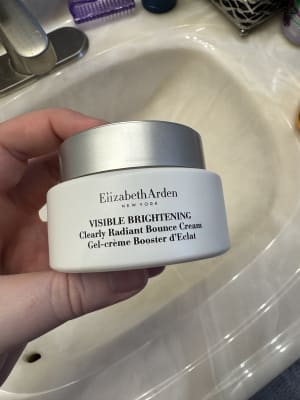 Elizabeth Arden
NEW YORK
VISIBLE BRIGHTENING
Clearly Radiant Bounce Cream
Gel-crème Booster d'Eclat